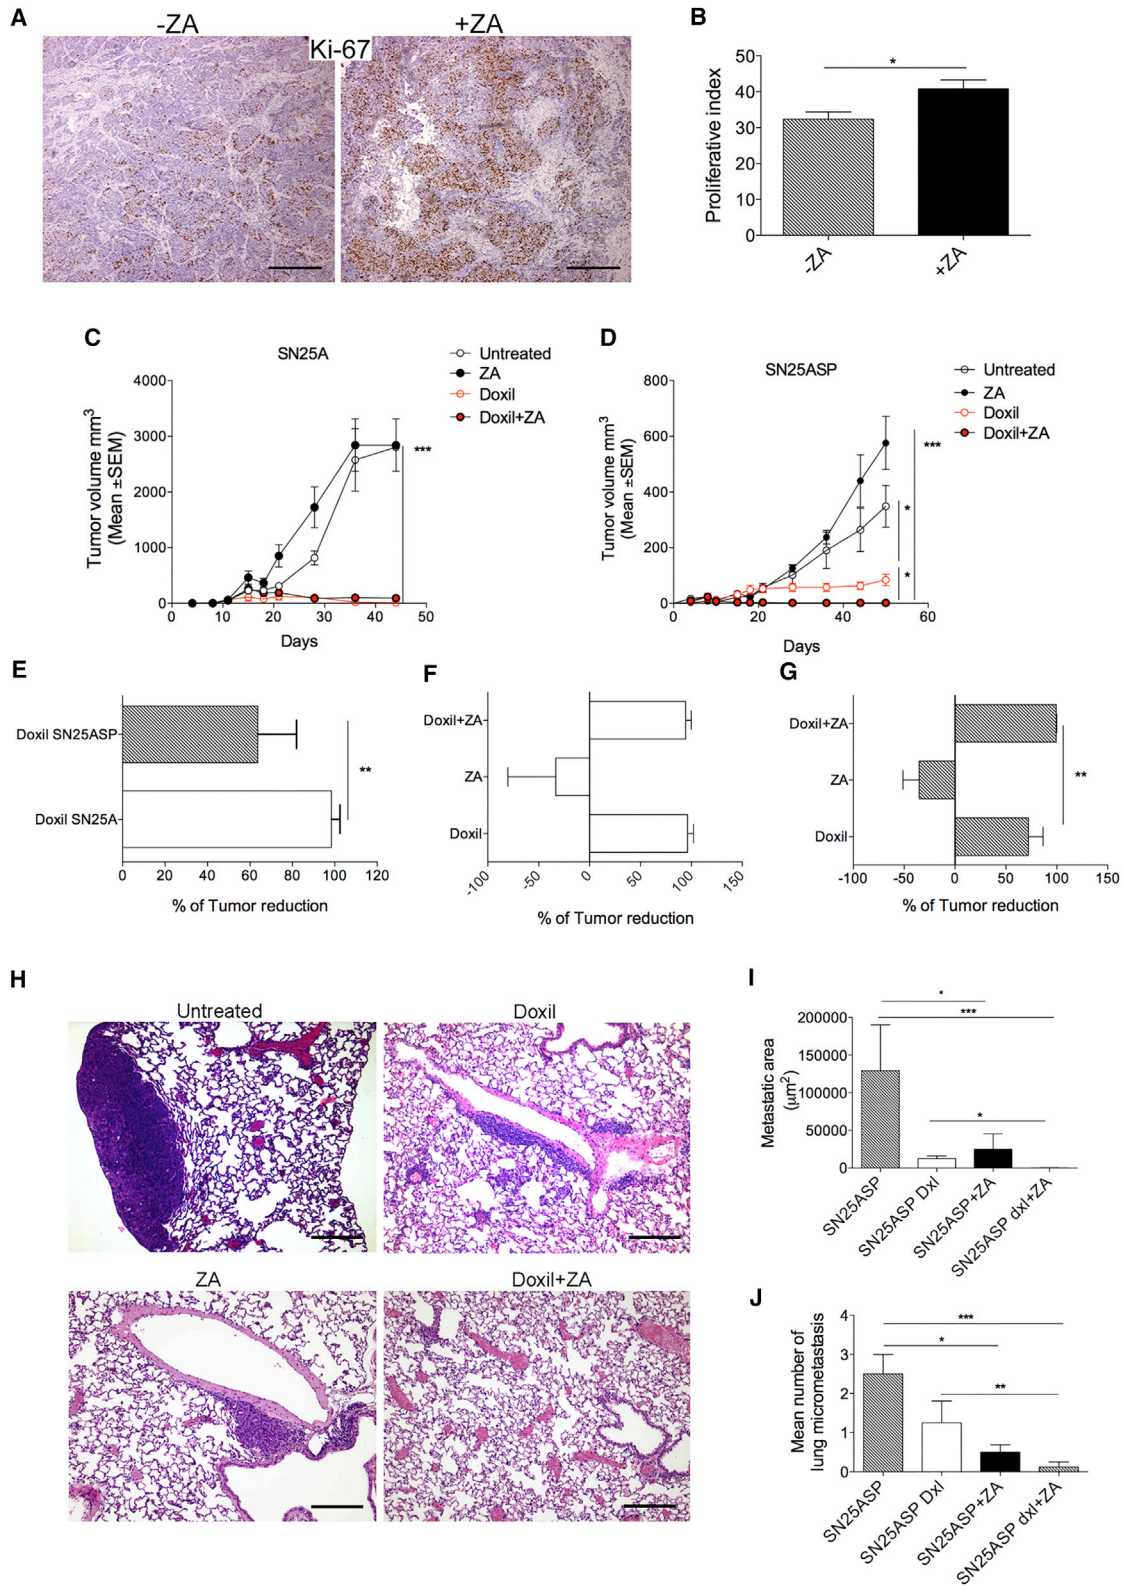 A
-ZA
+ZA
Ki-67
B
Proliferative index
50
40
30
20
10
0
*
-ZA
+ZA
C
SN25A
Tumor volume mm3
(Mean ±SEM)
4000
3000
2000
1000
0
0 10 20 30 40 50
Days
Untreated
ZA
Doxil
Doxil+ZA
***
D
SN25ASP
Tumor volume mm3
(Mean ±SEM)
800
600
400
200
0
0 20 40 60
Days
Untreated
ZA
Doxil
Doxil+ZA
***
*
*
E
Doxil SN25ASP
Doxil SN25A
**
0 20 40 60 80 100 120
% of Tumor reduction
F
Doxil+ZA
ZA
Doxil
-100 -50 0 50 100 150
% of Tumor reduction
G
Doxil+ZA
ZA
Doxil
**
-100 -50 0 50 100 150
% of Tumor reduction
H
Untreated
Doxil
ZA
Doxil+ZA
I
Metastatic area
(μm2)
200000
150000
100000
50000
0
*
***
*
SN25ASP
SN25ASP Dxl
SN25ASP+ZA
SN25ASP dxl+ZA
J
Mean number of
lung micrometastasis
4
3
2
1
0
***
*
**
SN25ASP
SN25ASP Dxl
SN25ASP+ZA
SN25ASP dxl+ZA